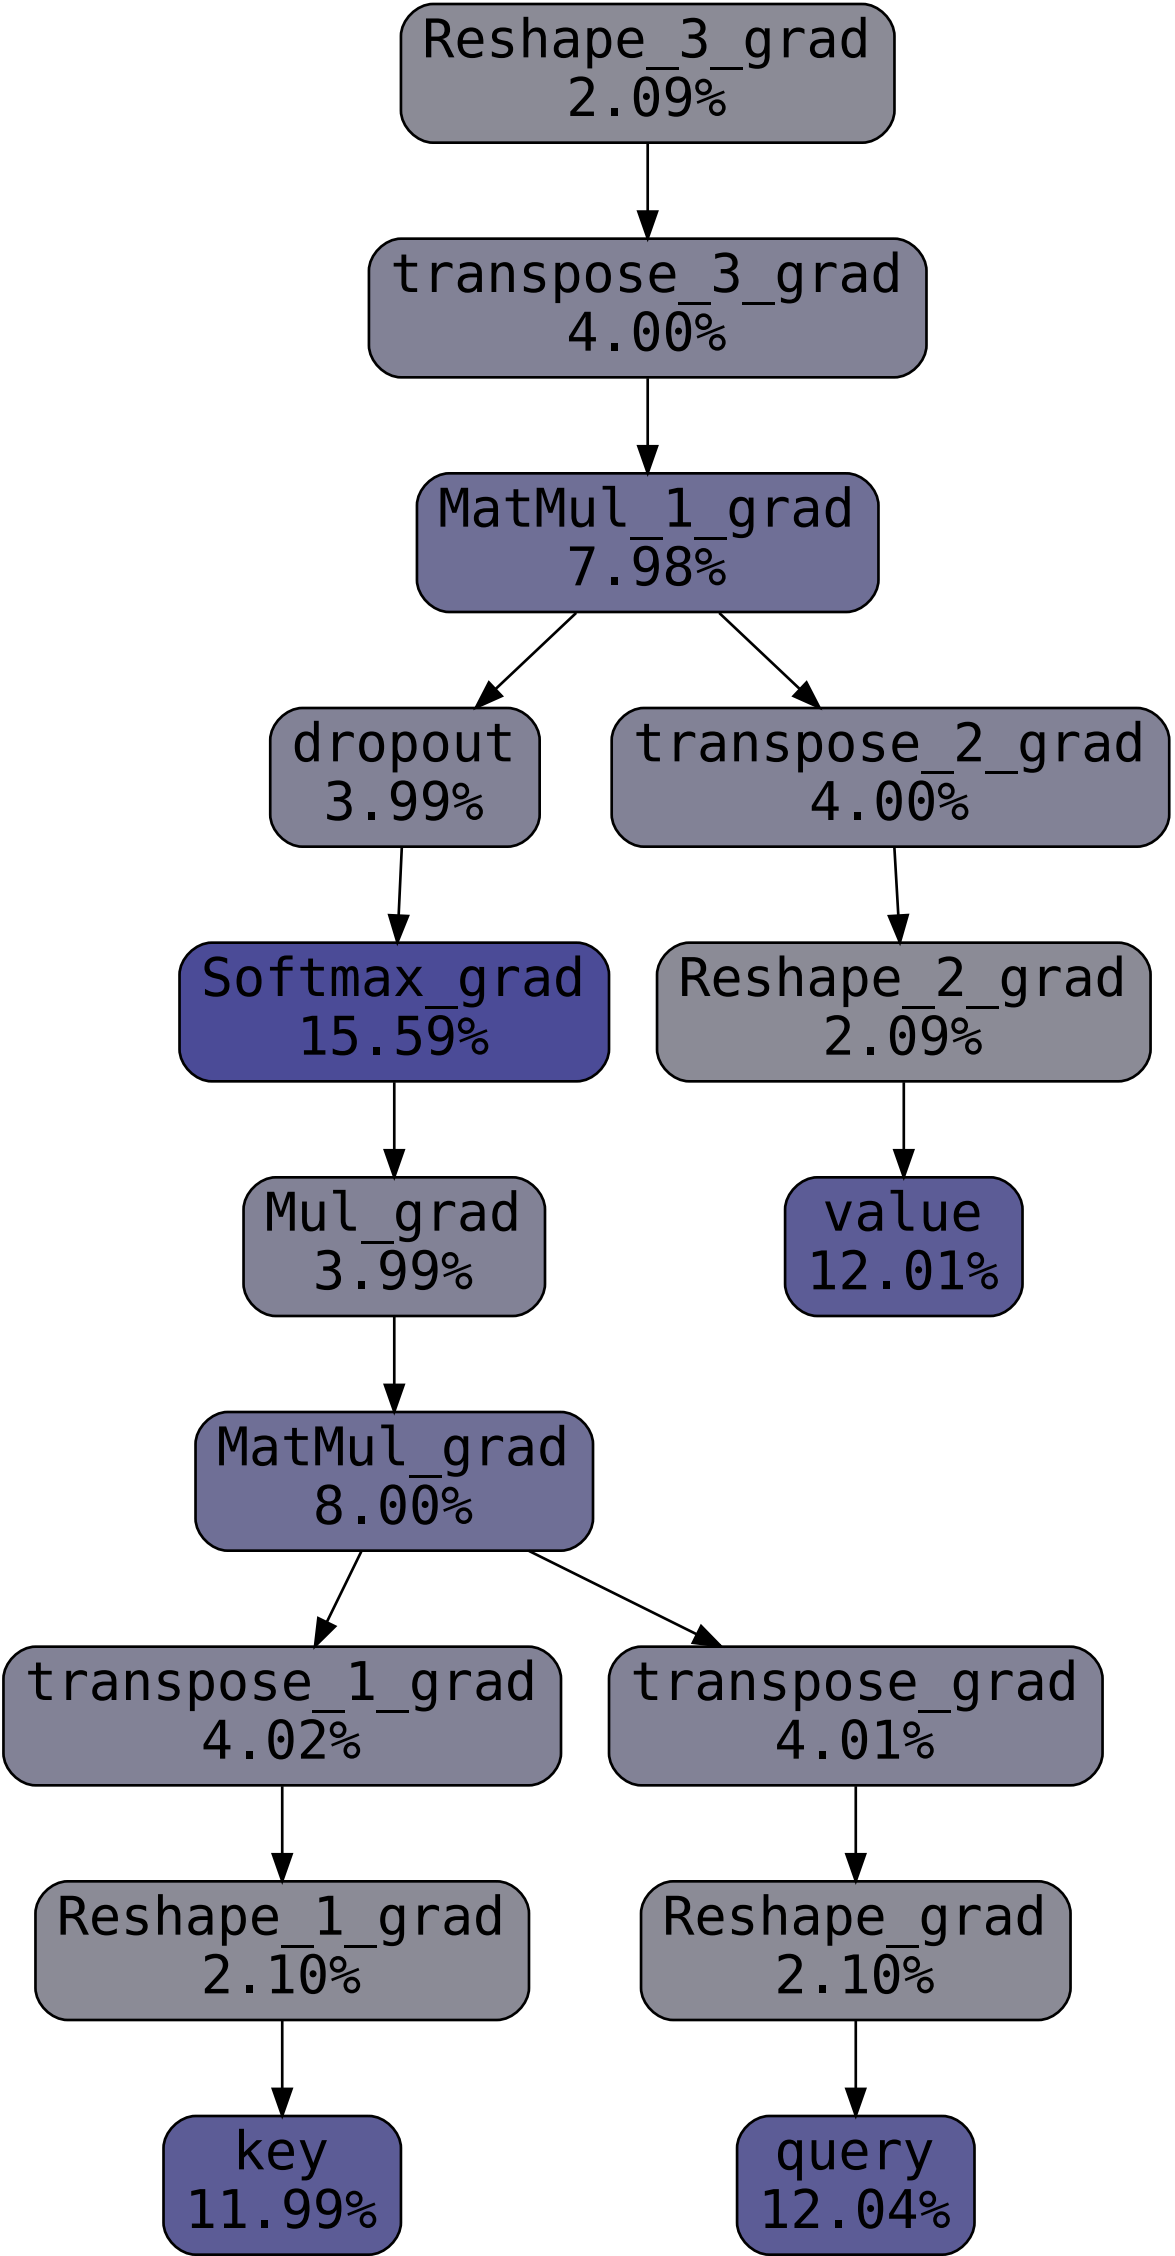 Reshape_3_grad
2.09%
transpose_3_grad
4.00%
MatMul_1_grad
7.98%
dropout
3.99%
transpose_2_grad
4.00%
Softmax_grad
15.59%
Reshape_2_grad
2.09%
Mul_grad
3.99%
value
12.01%
MatMul_grad
8.00%
transpose_1_grad
4.02%
transpose_grad
4.01%
Reshape_1_grad
2.10%
Reshape_grad
2.10%
key
11.99%
query
12.04%